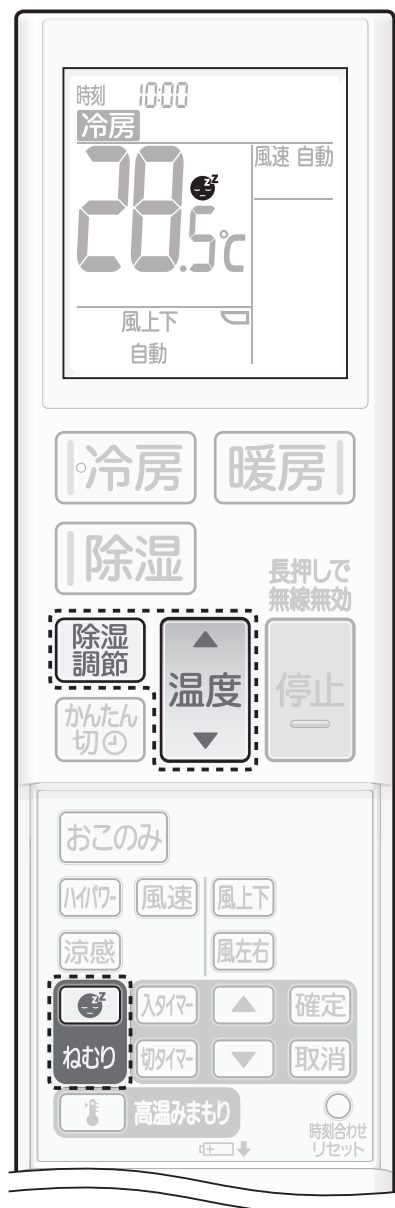 時刻 10:00
冷房
風速 自動
28.5℃
風上下
自動
冷房 暖房
除湿
長押しで
無線無効
除湿
調節
温度
停止
かんたん
切
おこのみ
ハイパワー 風速 風上下
涼感 風左右
入タイマー 確定
ねむり 切タイマー 取消
高温みまもり
時刻合わせ
リセット